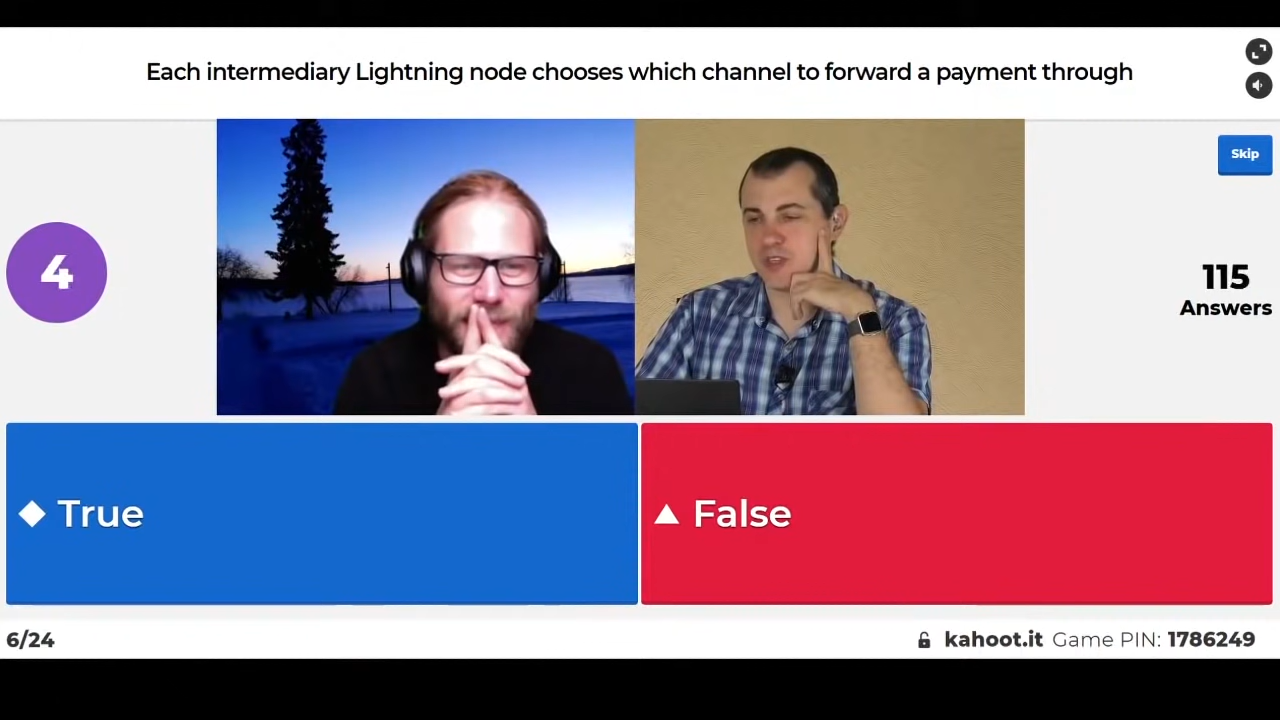 Each intermediary Lightning node chooses which channel to forward a payment through
Skip
4
115
Answers
True
False
6/24
kahoot.it Game PIN: 1786249